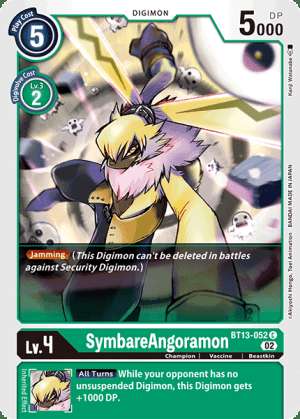 Play Cost
5
DIGIMON
DP
5000
Digivolve Cost
Lv.3
2
Kanji Watanabe
©Akiyoshi Hongo, Toei Animation BANDAI MADE IN JAPAN
Jamming (This Digimon can't be deleted in battles
against Security Digimon.)
Lv.4
SymbareAngoramon
BT13-052 C
02
Champion | Vaccine | Beastkin
Inherited Effect
All Turns While your opponent has no
unsuspended Digimon, this Digimon gets
+1000 DP.